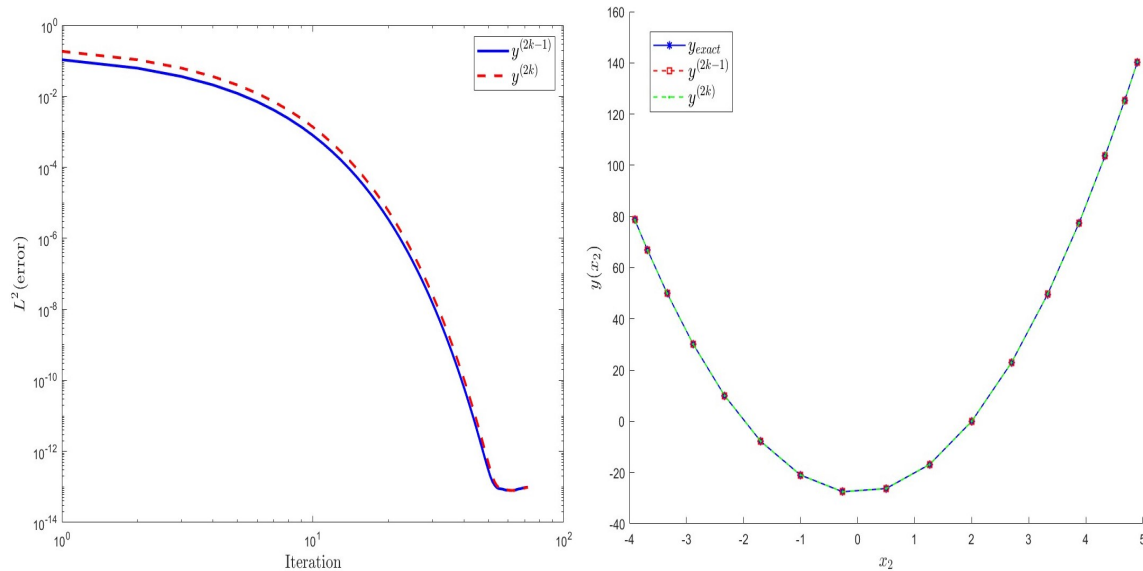 10^0
10^{-2}
10^{-4}
10^{-6}
10^{-8}
10^{-10}
10^{-12}
10^{-14}
L^2(error)
10^0 10^1 10^2
Iteration
y^{(2k-1)}
y^{(2k)}
160
140
120
100
80
60
40
20
0
-20
-40
y(x_2)
-4 -3 -2 -1 0 1 2 3 4 5
x_2
y_{exact}
y^{(2k-1)}
y^{(2k)}